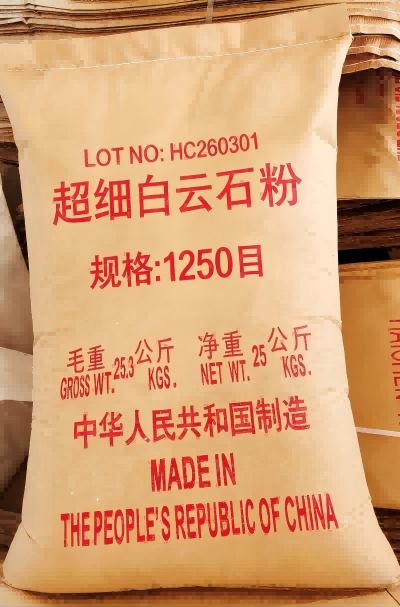 LOT NO: HC260301
超细白云石粉
规格:1250目
毛重 25.3 公斤 净重 25 公斤
GROSS WT. KGS. NET WT. KGS.
中华人民共和国制造
MADE IN
THE PEOPLE'S REPUBLIC OF CHINA